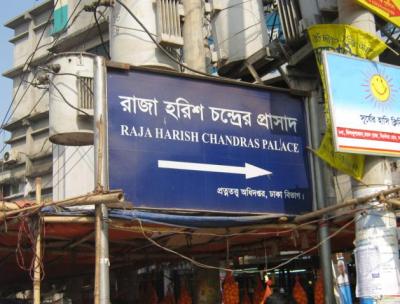 রাজা হরিশ চন্দ্রের প্রাসাদ
RAJA HARISH CHANDRAS PALACE
প্রত্নতত্ত্ব অধিদপ্তর, ঢাকা বিভাগ।
সূর্যের হাসি